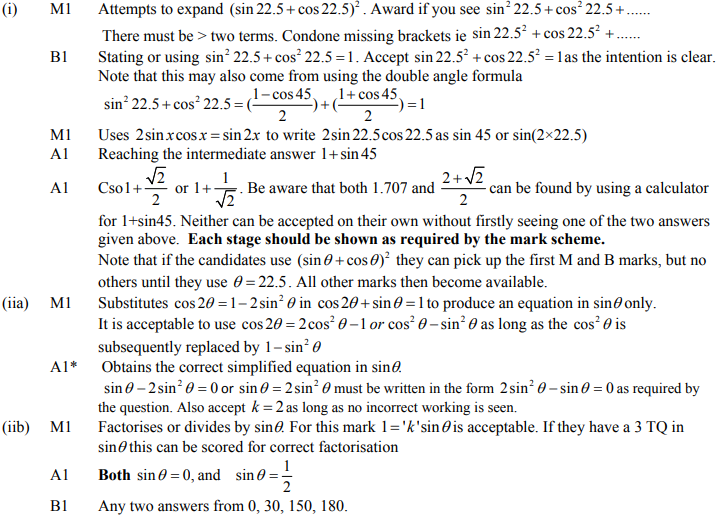 (i) M1 Attempts to expand (sin 22.5 + cos 22.5)². Award if you see sin² 22.5 + cos² 22.5 + ......
There must be > two terms. Condone missing brackets ie sin 22.5² + cos 22.5² + ......
B1 Stating or using sin² 22.5 + cos² 22.5 = 1. Accept sin 22.5² + cos 22.5² = 1 as the intention is clear.
Note that this may also come from using the double angle formula
sin² 22.5 + cos² 22.5 = ((1 − cos 45)/2) + ((1 + cos 45)/2) = 1
M1 Uses 2 sin x cos x = sin 2x to write 2 sin 22.5 cos 22.5 as sin 45 or sin(2×22.5)
A1 Reaching the intermediate answer 1 + sin 45
A1 Cso 1 + √2/2 or 1 + 1/√2. Be aware that both 1.707 and (2 + √2)/2 can be found by using a calculator
for 1+sin45. Neither can be accepted on their own without firstly seeing one of the two answers
given above. Each stage should be shown as required by the mark scheme.
Note that if the candidates use (sin θ + cos θ)² they can pick up the first M and B marks, but no
others until they use θ = 22.5. All other marks then become available.
(iia) M1 Substitutes cos 2θ = 1 − 2 sin² θ in cos 2θ + sin θ = 1 to produce an equation in sin θ only.
It is acceptable to use cos 2θ = 2 cos² θ − 1 or cos² θ − sin² θ as long as the cos² θ is
subsequently replaced by 1 − sin² θ
A1* Obtains the correct simplified equation in sin θ.
sin θ − 2 sin² θ = 0 or sin θ = 2 sin² θ must be written in the form 2 sin² θ − sin θ = 0 as required by
the question. Also accept k = 2 as long as no incorrect working is seen.
(iib) M1 Factorises or divides by sin θ. For this mark 1 = 'k' sin θ is acceptable. If they have a 3 TQ in
sin θ this can be scored for correct factorisation
A1 Both sin θ = 0, and sin θ = 1/2
B1 Any two answers from 0, 30, 150, 180.